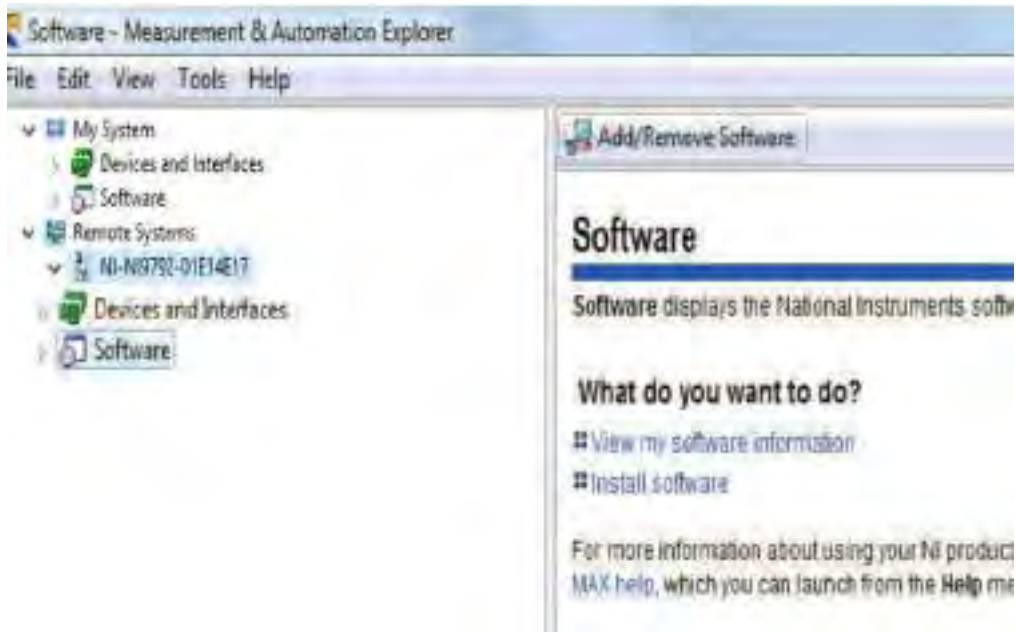 Software - Measurement & Automation Explorer
File Edit View Tools Help
My System
Devices and Interfaces
Software
Remote Systems
NI-NI9792-01E14E17
Devices and Interfaces
Software
Add/Remove Software
Software
Software displays the National Instruments softw
What do you want to do?
View my software information
Install software
For more information about using your NI product
MAX help, which you can launch from the Help me